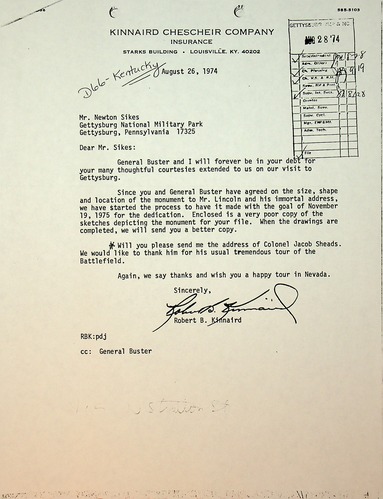 585-5103
KINNAIRD CHESCHEIR COMPANY
INSURANCE
STARKS BUILDING • LOUISVILLE, KY. 40202
D66-Kentucky
August 26, 1974
AUG 28 '74
File
Mr. Newton Sikes
Gettysburg National Military Park
Gettysburg, Pennsylvania 17325
Dear Mr. Sikes:
General Buster and I will forever be in your debt for
your many thoughtful courtesies extended to us on our visit to
Gettysburg.
Since you and General Buster have agreed on the size, shape
and location of the monument to Mr. Lincoln and his immortal address,
we have started the process to have it made with the goal of November
19, 1975 for the dedication. Enclosed is a very poor copy of the
sketches depicting the monument for your file. When the drawings are
completed, we will send you a better copy.
* Will you please send me the address of Colonel Jacob Sheads.
We would like to thank him for his usual tremendous tour of the
Battlefield.
Again, we say thanks and wish you a happy tour in Nevada.
Sincerely,
Robert B. Kinnaird
Robert B. Kinnaird
RBK:pdj
cc: General Buster